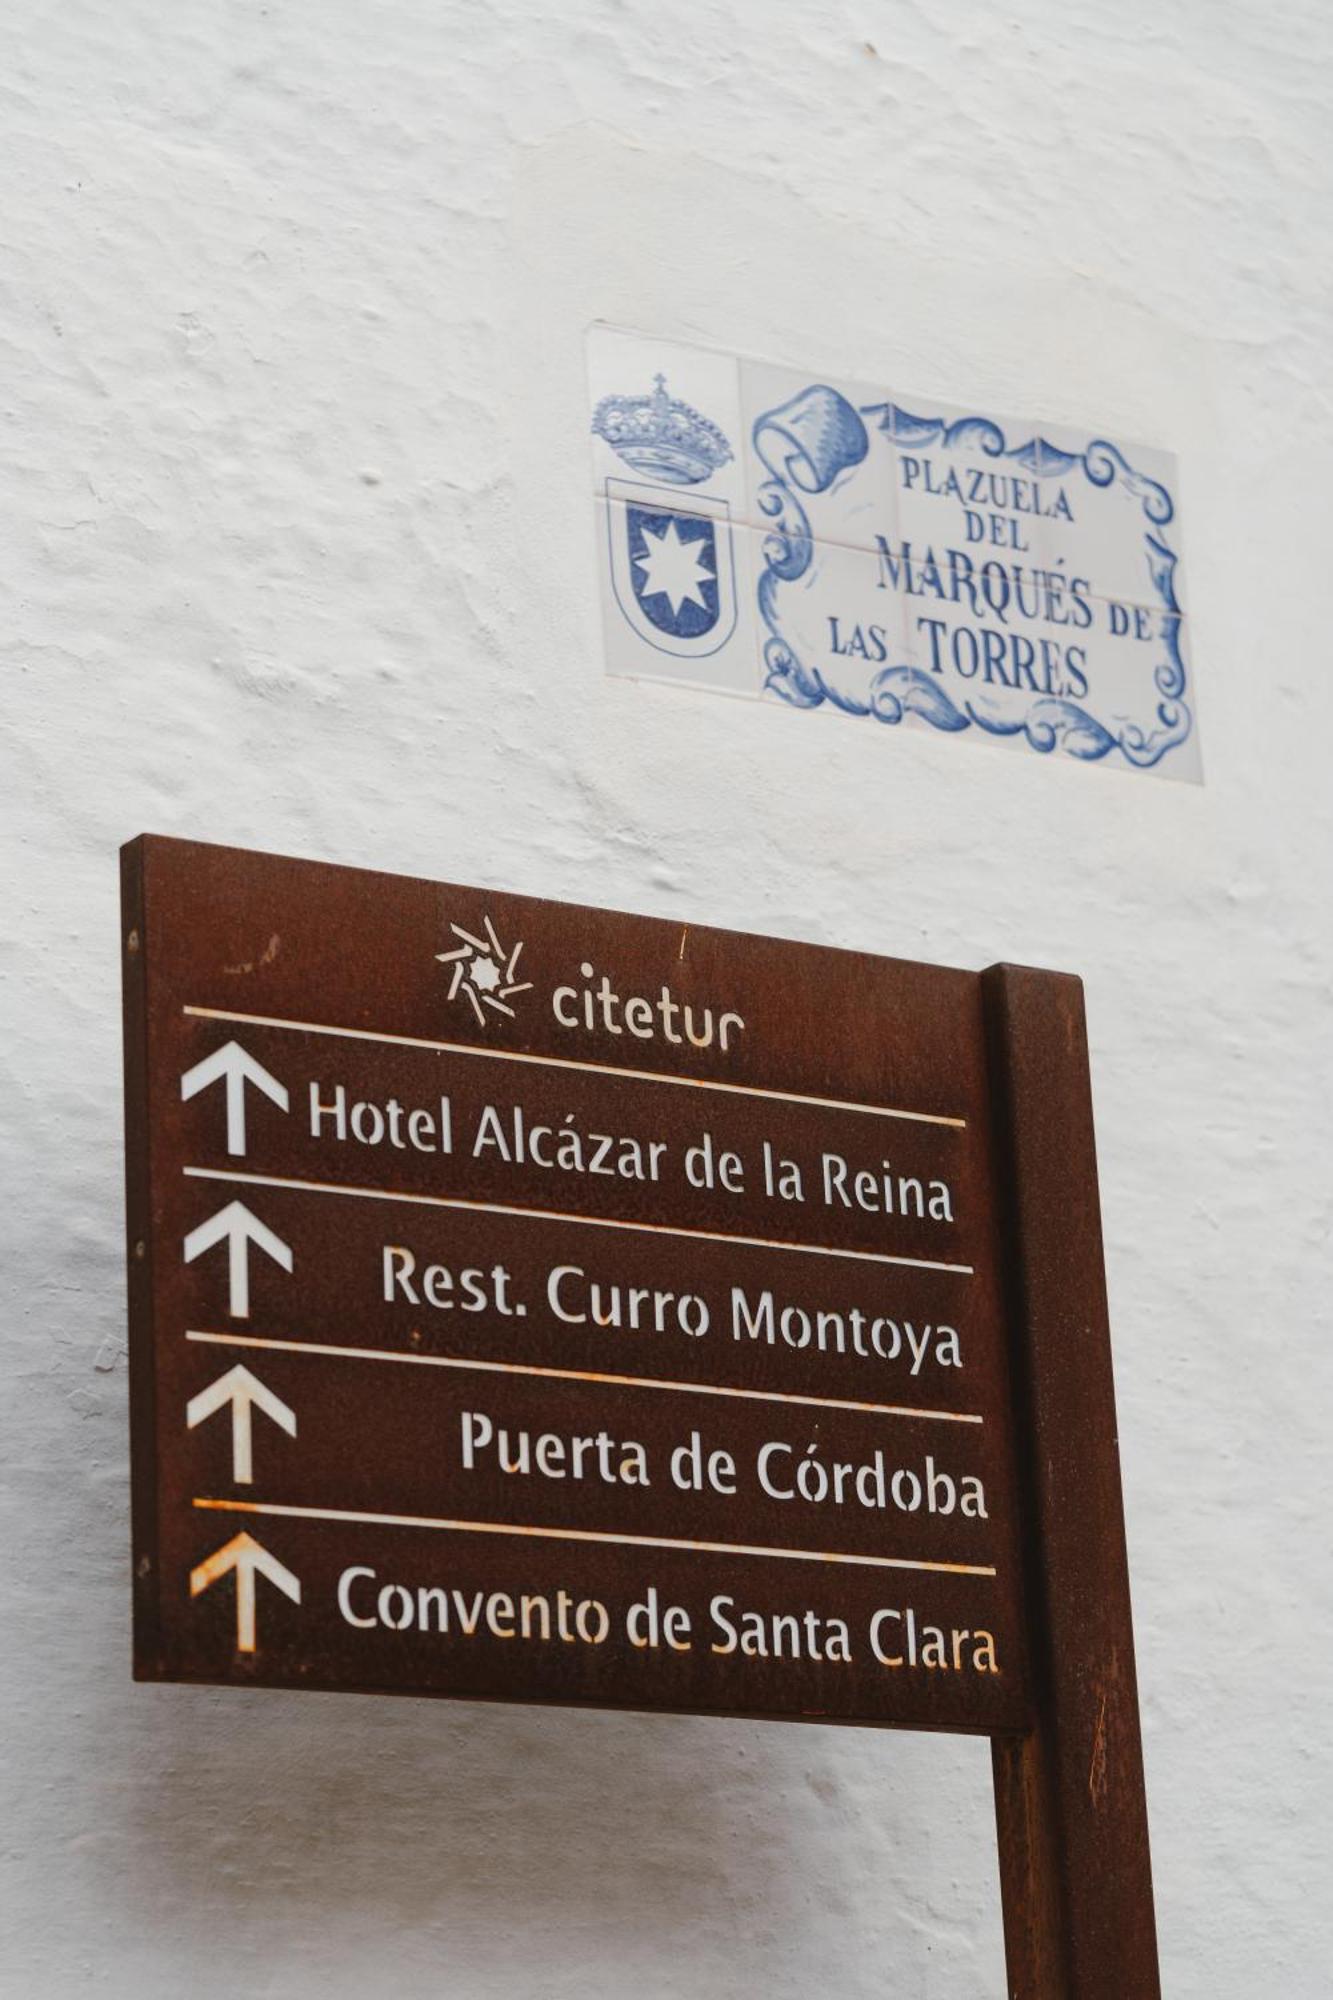 PLAZUELA
DEL
MARQUÉS DE
LAS TORRES
citetur
Hotel Alcázar de la Reina
Rest. Curro Montoya
Puerta de Córdoba
Convento de Santa Clara